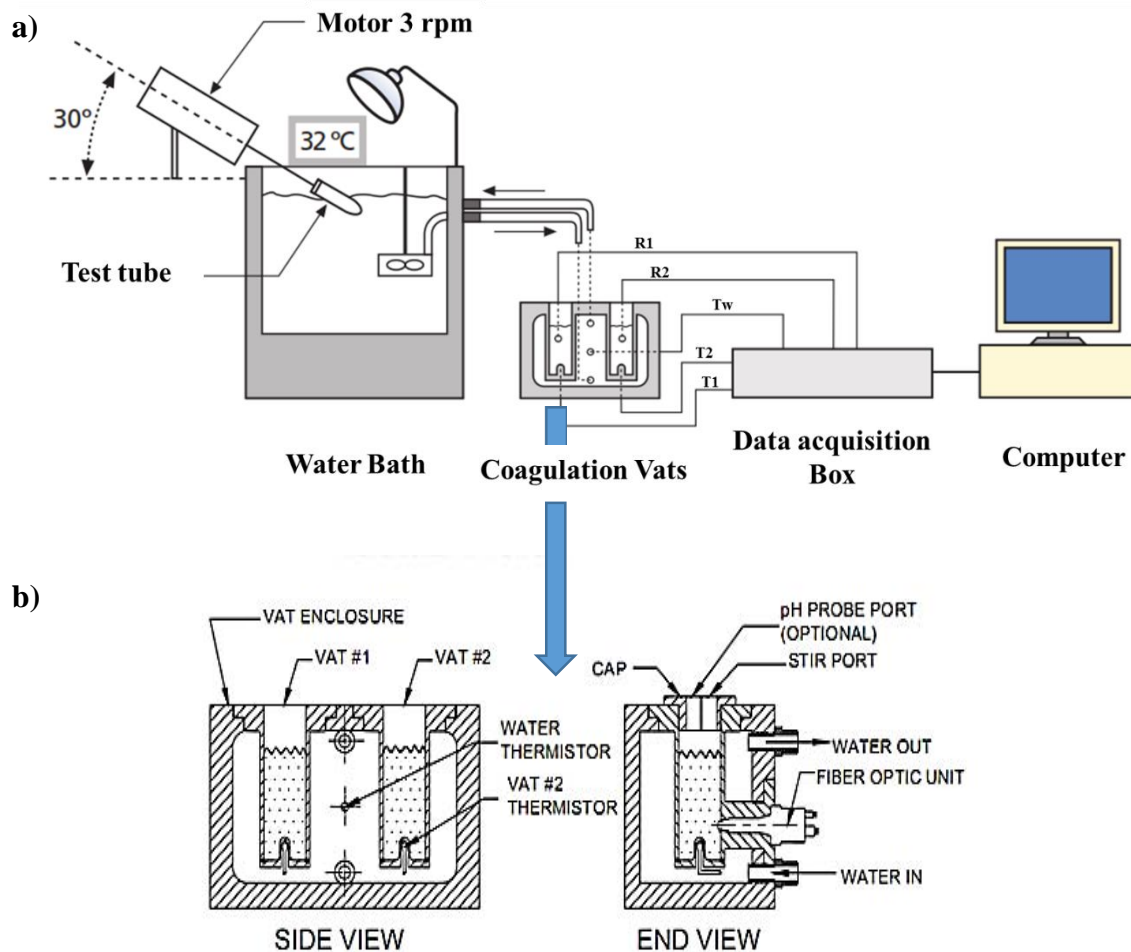 a)
Motor 3 rpm
30°
32 °C
Test tube
R1
R2
Tw
T2
T1
Water Bath
Coagulation Vats
Data acquisition
Box
Computer
b)
VAT ENCLOSURE
VAT #1
VAT #2
WATER
THERMISTOR
VAT #2
THERMISTOR
SIDE VIEW
pH PROBE PORT
(OPTIONAL)
CAP
STIR PORT
WATER OUT
FIBER OPTIC UNIT
WATER IN
END VIEW